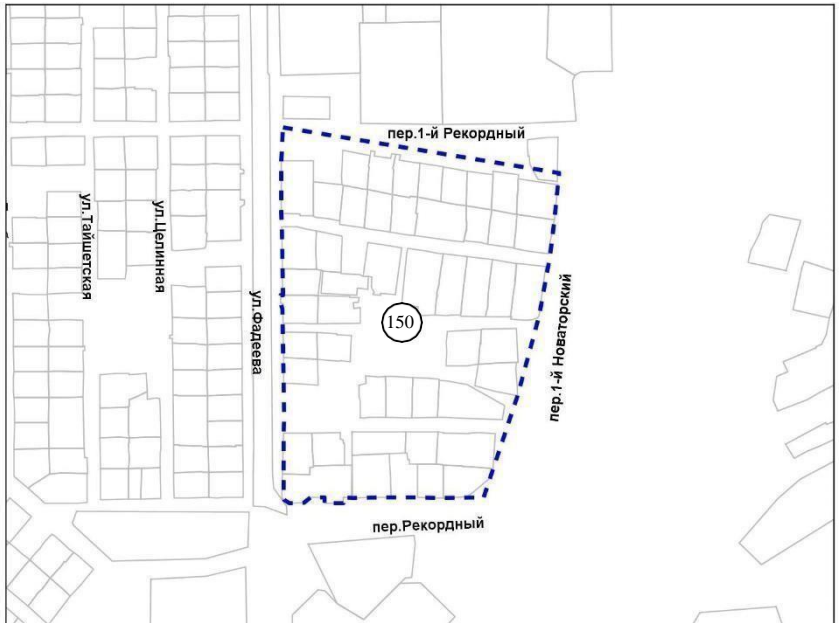 пер.1-й Рекордный
ул.Тайшетская
ул.Целинная
ул.Фадеева
150
пер.1-й Новаторский
пер.Рекордный